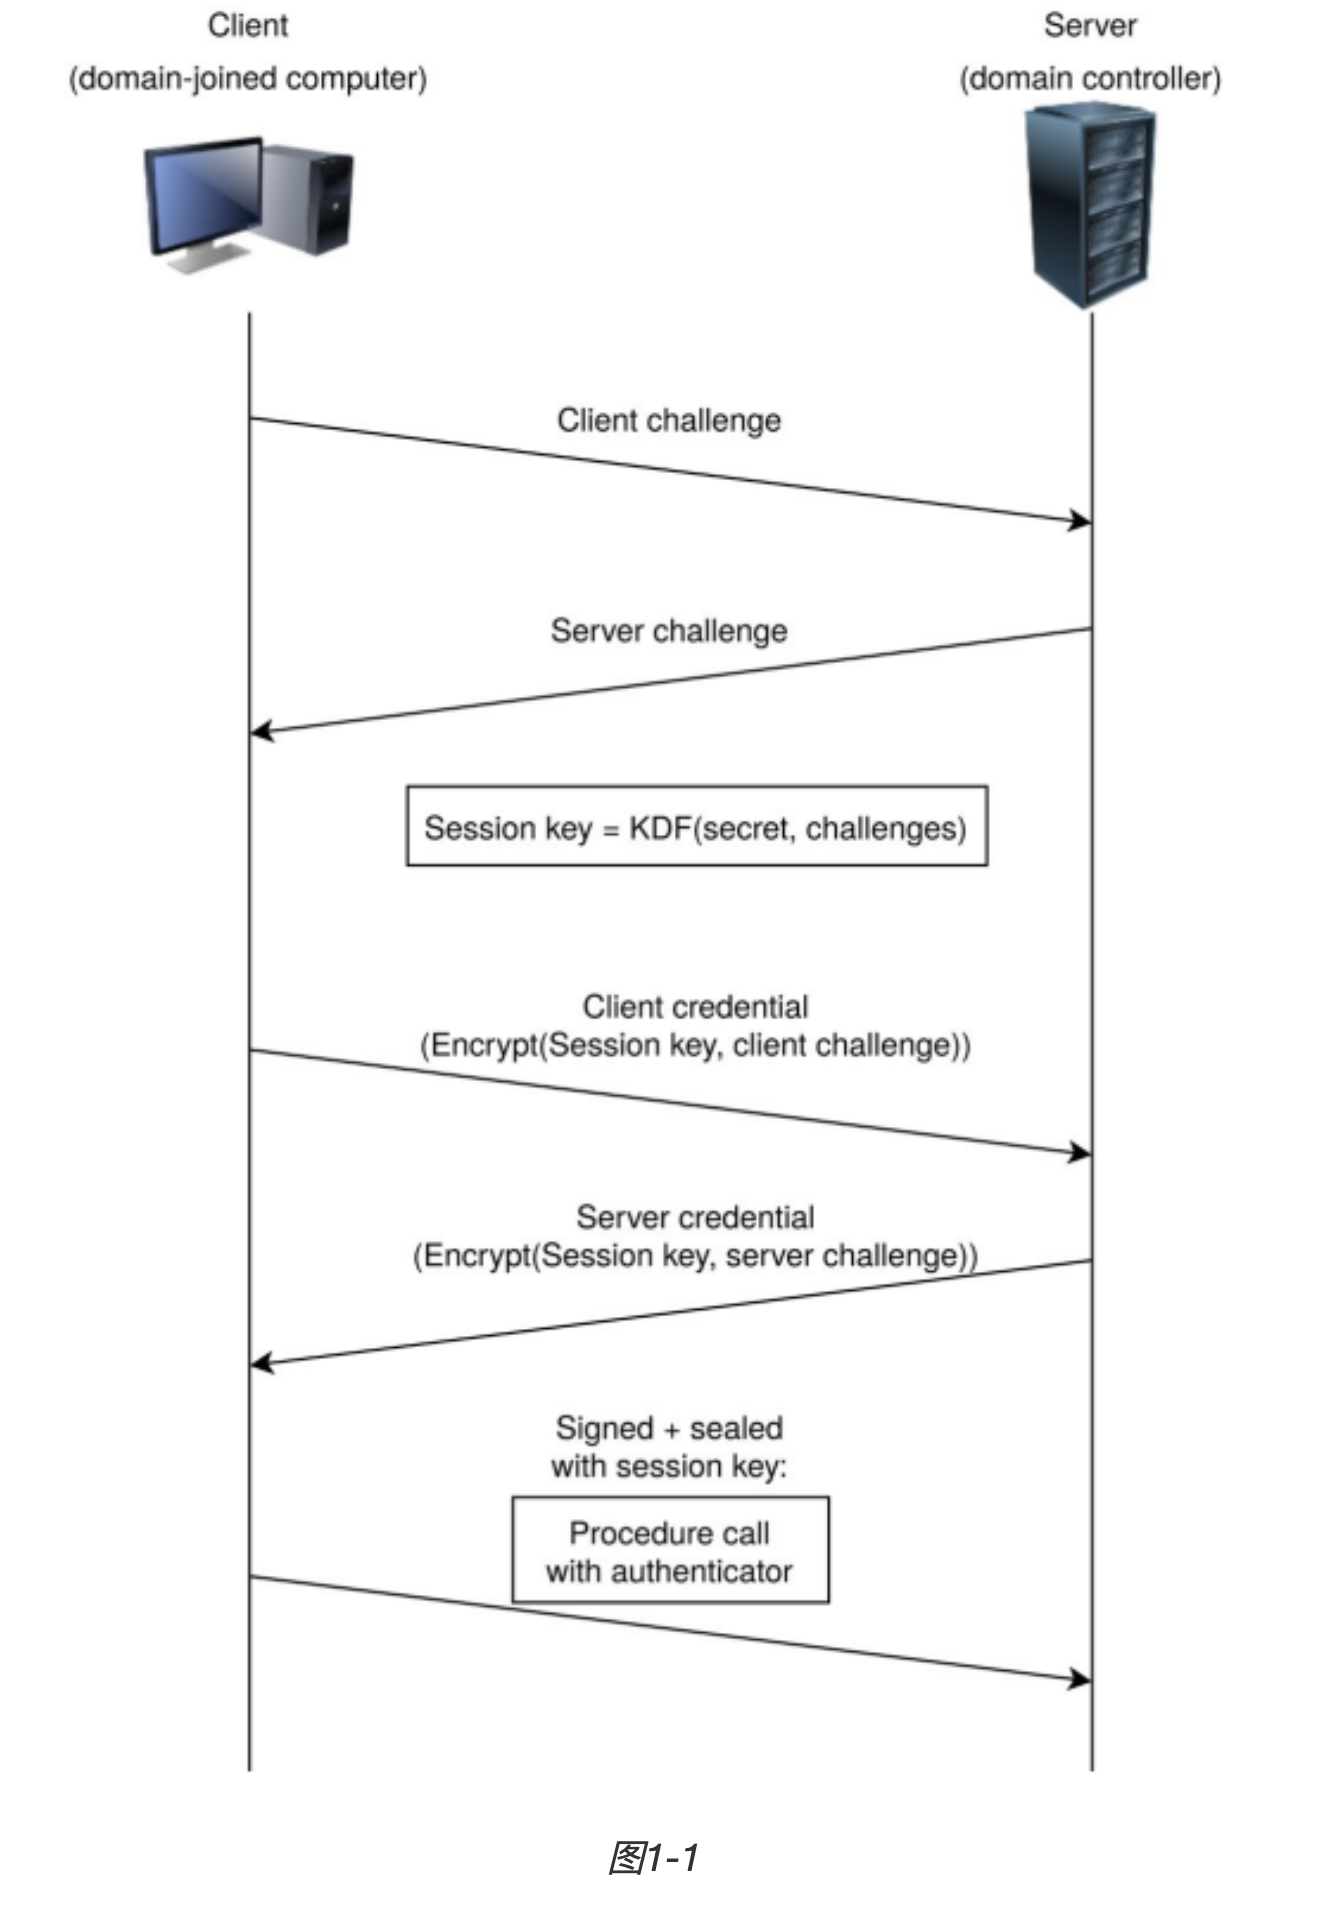 Client
(domain-joined computer)
Server
(domain controller)
Client challenge
Server challenge
Session key = KDF(secret, challenges)
Client credential
(Encrypt(Session key, client challenge))
Server credential
(Encrypt(Session key, server challenge))
Signed + sealed
with session key:
Procedure call
with authenticator
图1-1